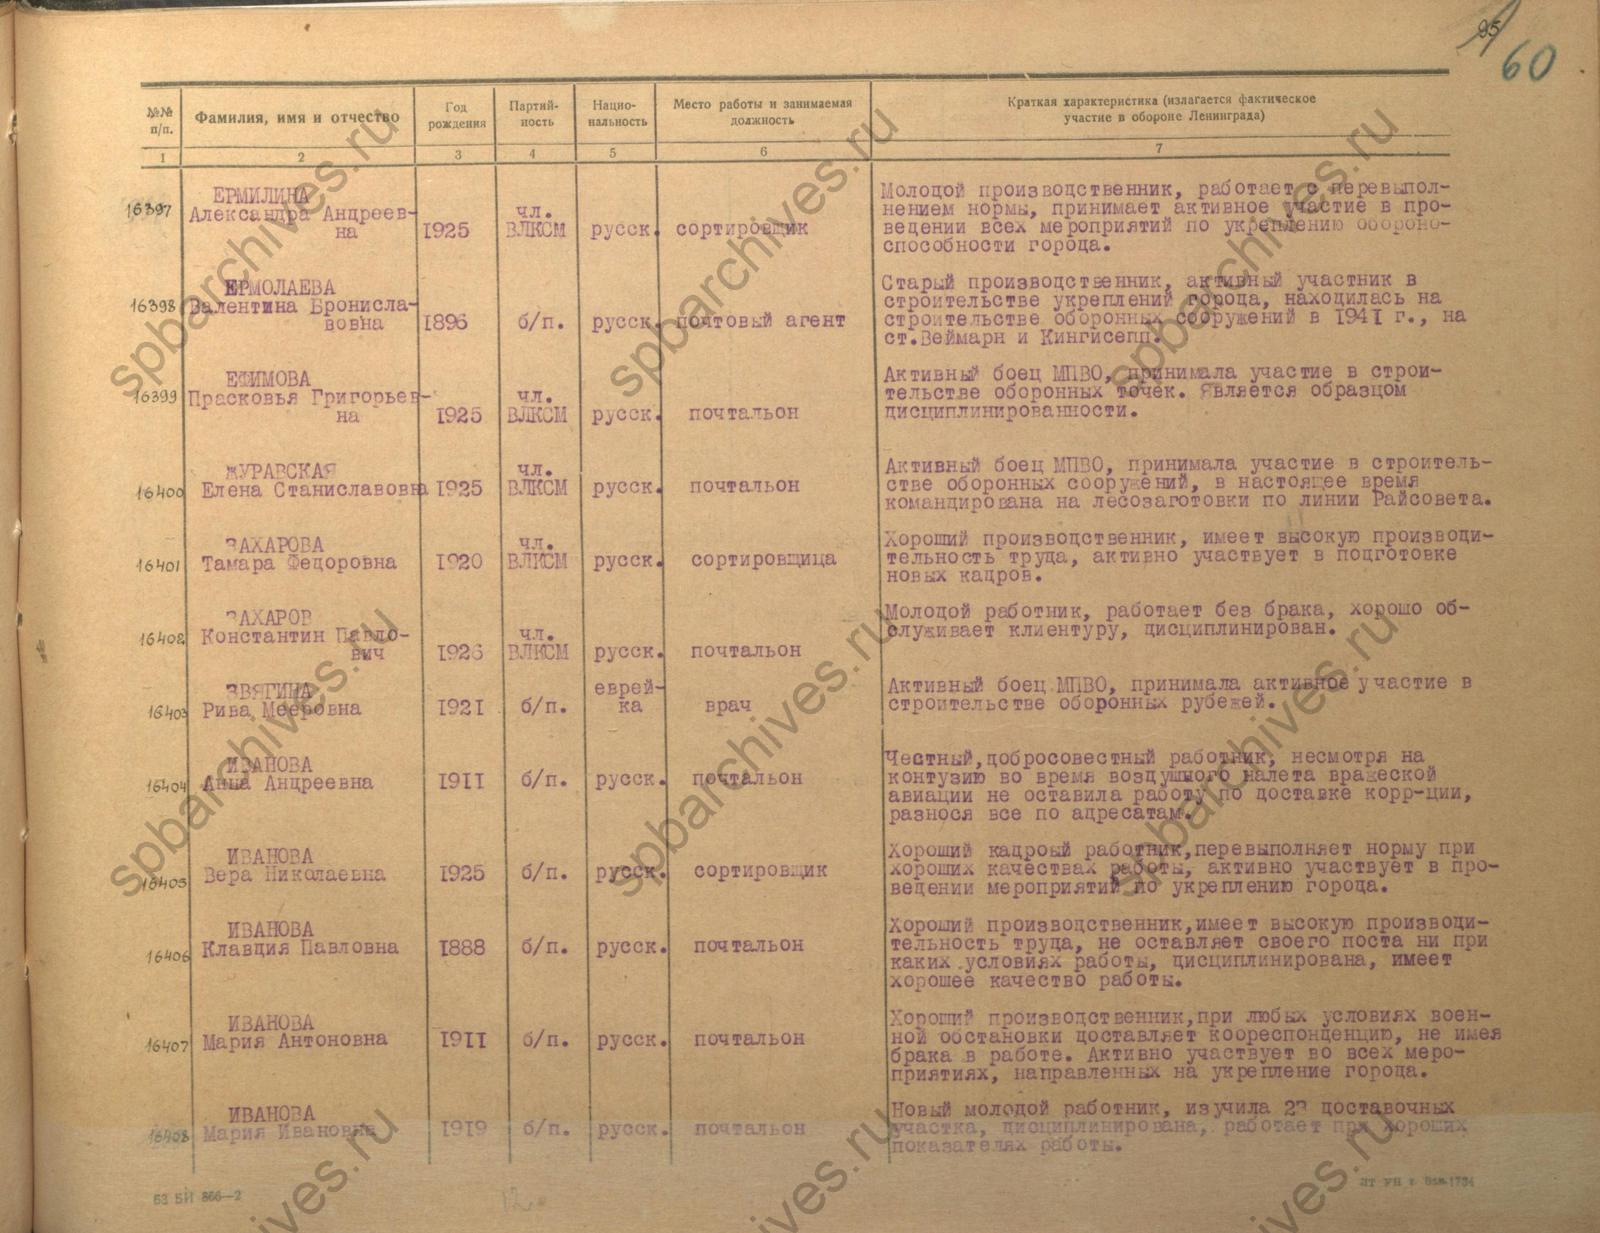 95
60
№№ п/п.
Фамилия, имя и отчество
Год рождения
Партий-ность
Нацио-нальность
Место работы и занимаемая должность
Краткая характеристика (излагается фактическое участие в обороне Ленинграда)
1 2 3 4 5 6 7
16397
ЕРМИЛИНА
Александра Андреев-
на
1925
чл.
ВЛКСМ
русск.
сортировщик
Молодой производственник, работает с перевыпол-
нением нормы, принимает активное участие в про-
ведении всех мероприятий по укреплению обороно-
способности города.
16398
ЕРМОЛАЕВА
Валентина Бронисла-
вовна
1896
б/п.
русск.
почтовый агент
Старый производственник, активный участник в
строительстве укреплений города, находилась на
строительстве оборонных сооружений в 1941 г., на
ст.Веймарн и Кингисепп.
16399
ЕФИМОВА
Прасковья Григорьев-
на
1925
чл.
ВЛКСМ
русск.
почтальон
Активный боец МПВО, принимала участие в строи-
тельстве оборонных точек. Является образцом
дисциплинированности.
16400
ЖУРАВСКАЯ
Елена Станиславовна
1925
чл.
ВЛКСМ
русск.
почтальон
Активный боец МПВО, принимала участие в строитель-
стве оборонных сооружений, в настоящее время
командирована на лесозаготовки по линии Райсовета.
16401
ЗАХАРОВА
Тамара Федоровна
1920
чл.
ВЛКСМ
русск.
сортировщица
Хороший производственник, имеет высокую производи-
тельность труда, активно участвует в подготовке
новых кадров.
16402
ЗАХАРОВ
Константин Павло-
вич
1926
чл.
ВЛКСМ
русск.
почтальон
Молодой работник, работает без брака, хорошо об-
служивает клиентуру, дисциплинирован.
16403
ЗВЯГИНА
Рива Мееровна
1921
б/п.
еврей-
ка
врач
Активный боец МПВО, принимала активное участие в
строительстве оборонных рубежей.
16404
ИВАНОВА
Анна Андреевна
1911
б/п.
русск.
почтальон
Честный,добросовестный работник, несмотря на
контузию во время воздушного налета вражеской
авиации не оставила работу по доставке корр-ции,
разнося все по адресатам.
16405
ИВАНОВА
Вера Николаевна
1925
б/п.
русск.
сортировщик
Хороший кадроый работник,перевыполняет норму при
хороших качествах работы, активно участвует в про-
ведении мероприятий по укреплению города.
16406
ИВАНОВА
Клавдия Павловна
1888
б/п.
русск.
почтальон
Хороший производственник,имеет высокую производи-
тельность труда, не оставляет своего поста ни при
каких условиях работы, дисциплинирована, имеет
хорошее качество работы.
16407
ИВАНОВА
Мария Антоновна
1911
б/п.
русск.
почтальон
Хороший производственник,при любых условиях воен-
ной обстановки доставляет коореспонденцию, не имея
брака в работе. Активно участвует во всех меро-
приятиях, направленных на укрепление города.
16408
ИВАНОВА
Мария Ивановна
1919
б/п.
русск.
почтальон
Новый молодой работник, изучила 23 доставочных
участка, дисциплинирована, работает при хороших
показателях работы.
spbarchives.ru
spbarchives.ru
spbarchives.ru
spbarchives.ru
spbarchives.ru
spbarchives.ru